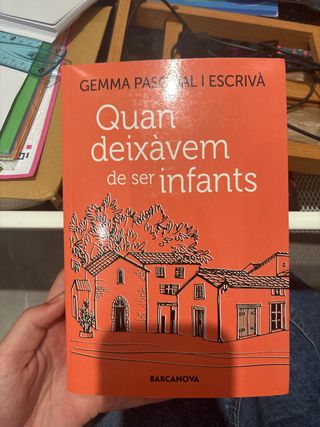 GEMMA PASCUAL I ESCRIVÀ
Quan
deixàvem
de ser infants
BARCANOVA